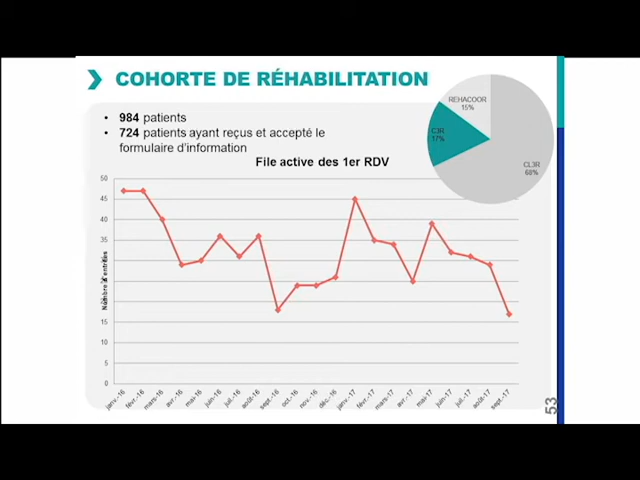 COHORTE DE RÉHABILITATION
• 984 patients
• 724 patients ayant reçus et accepté le
formulaire d'information
REHACOOR
15%
C3R
17%
CL3R
68%
File active des 1er RDV
Nombre d'entrées
50
45
40
35
15
10
5
0
janv.-16
févr.-16
mars-16
avr.-16
mai-16
juin-16
juil.-16
août-16
sept.-16
oct.-16
nov.-16
déc.-16
janv.-17
févr.-17
mars-17
avr.-17
mai-17
juin-17
juil.-17
août-17
sept.-17
53